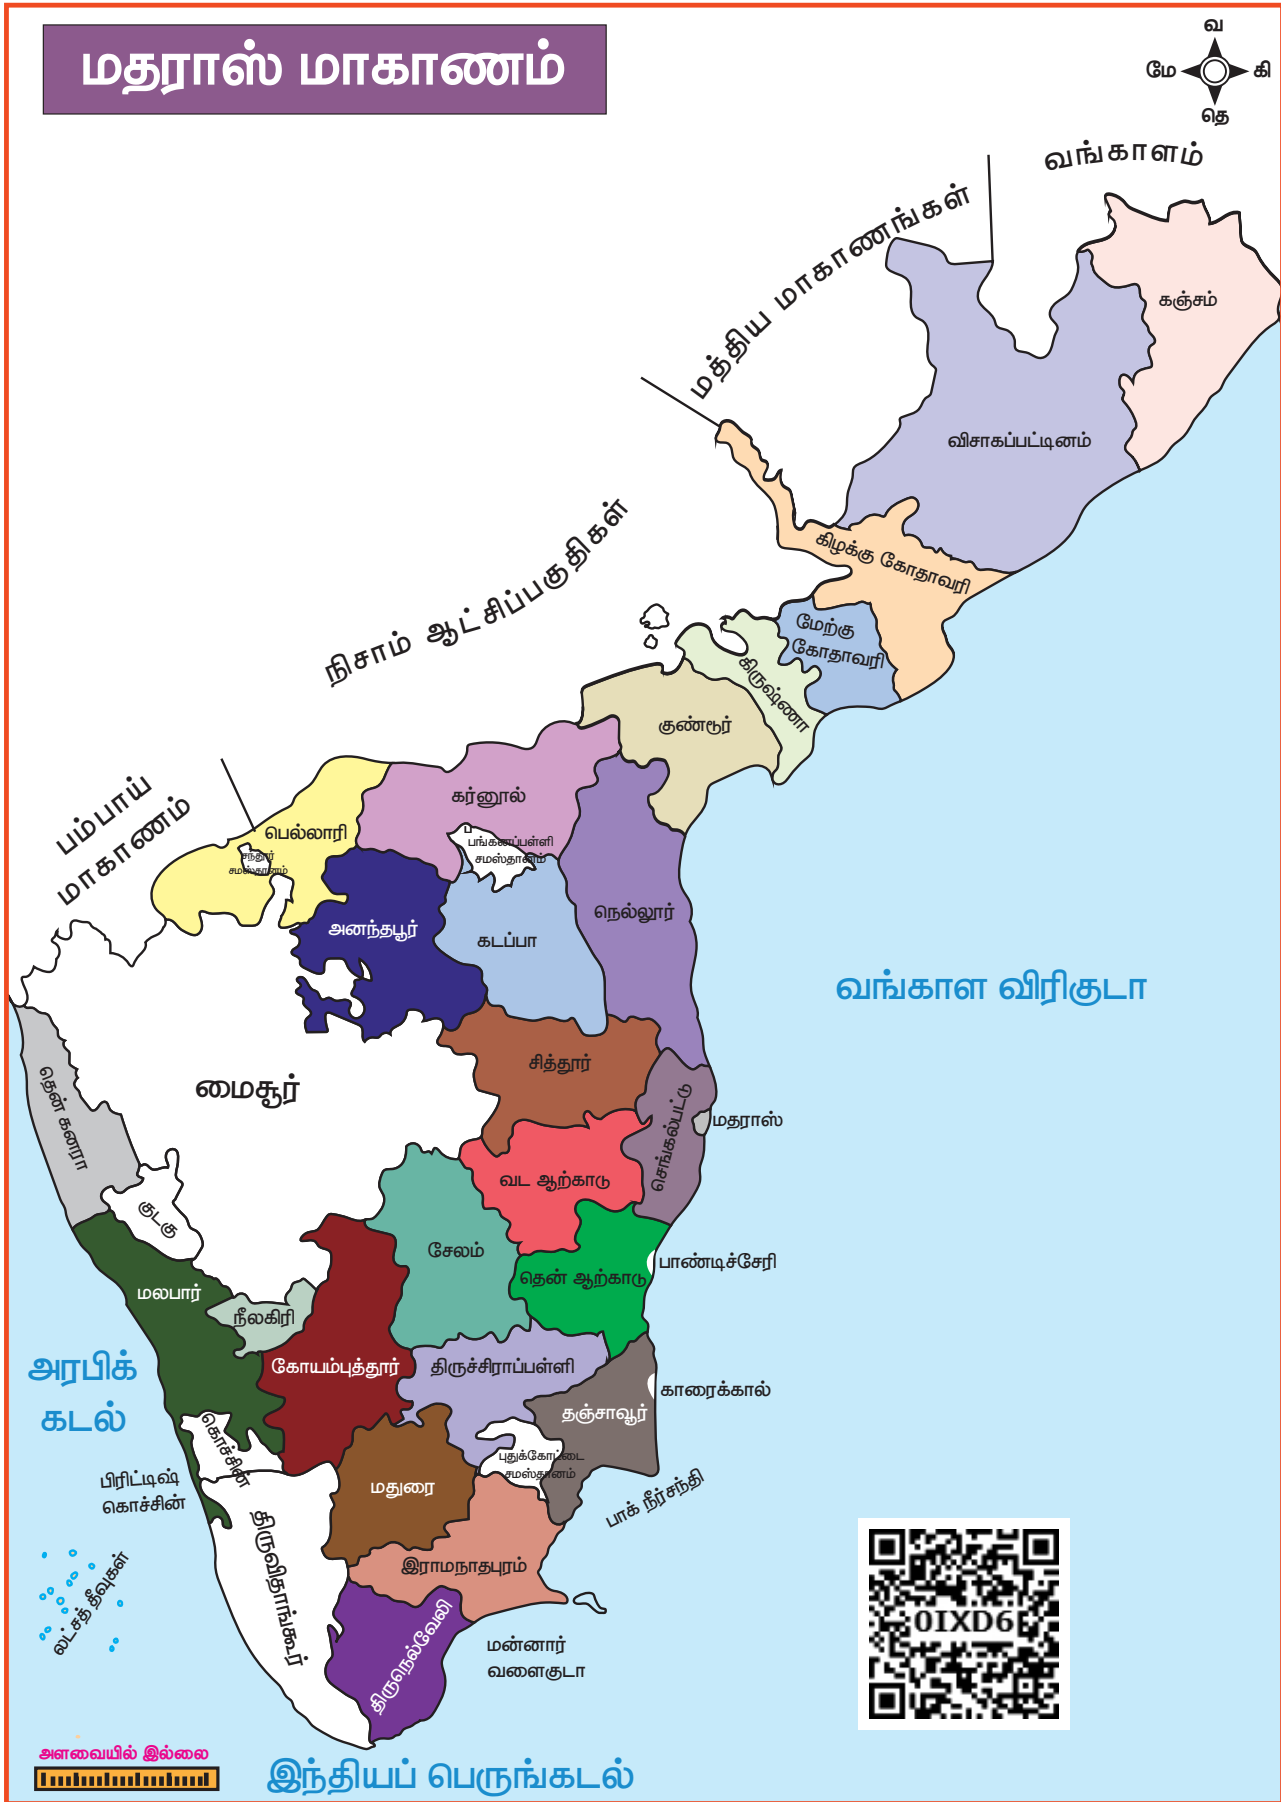 மதராஸ் மாகாணம்
வ
மே
கி
தெ
வங்காளம்
மத்திய மாகாணங்கள்
கஞ்சம்
விசாகப்பட்டினம்
நிசாம் ஆட்சிப்பகுதிகள்
கிழக்கு கோதாவரி
மேற்கு
கோதாவரி
கிருஷ்ணா
குண்டூர்
பம்பாய்
மாகாணம்
கர்னூல்
பெல்லாரி
ப
பங்கனப்பள்ளி
சமஸ்தானம்
சந்தூர்
சமஸ்தானம்
நெல்லூர்
அனந்தபூர்
கடப்பா
வங்காள விரிகுடா
சித்தூர்
மைசூர்
தென் கனரா
செங்கல்பட்டு
மதராஸ்
வட ஆற்காடு
குடகு
சேலம்
பாண்டிச்சேரி
தென் ஆற்காடு
மலபார்
நீலகிரி
அரபிக்
கடல்
கோயம்புத்தூர்
திருச்சிராப்பள்ளி
காரைக்கால்
தஞ்சாவூர்
கொச்சின்
புதுக்கோட்டை
சமஸ்தானம்
பிரிட்டிஷ்
கொச்சின்
மதுரை
பாக் நீர்சந்தி
திருவிதாங்கூர்
இராமநாதபுரம்
லட்சத் தீவுகள்
திருநெல்வேலி
மன்னார்
வளைகுடா
0IXD6
அளவையில் இல்லை
இந்தியப் பெருங்கடல்